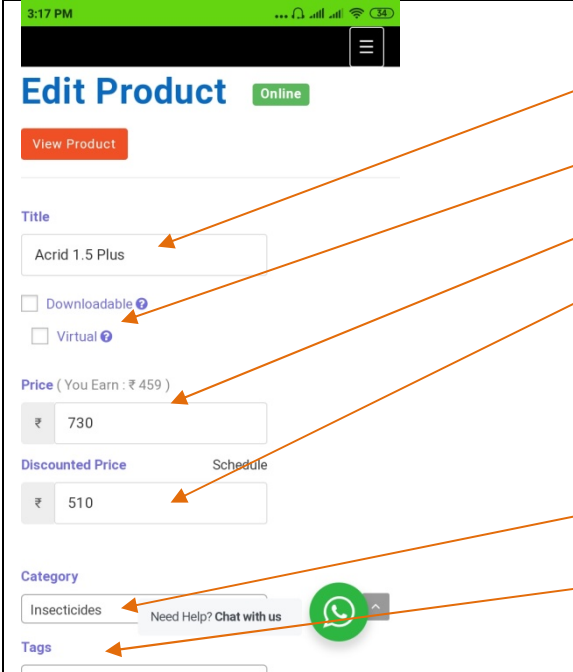 3:17 PM ... 34
Edit Product Online
View Product
Title
Acrid 1.5 Plus
Downloadable
Virtual
Price ( You Earn : ₹ 459 )
₹ 730
Discounted Price Schedule
₹ 510
Category
Insecticides
Need Help? Chat with us
Tags